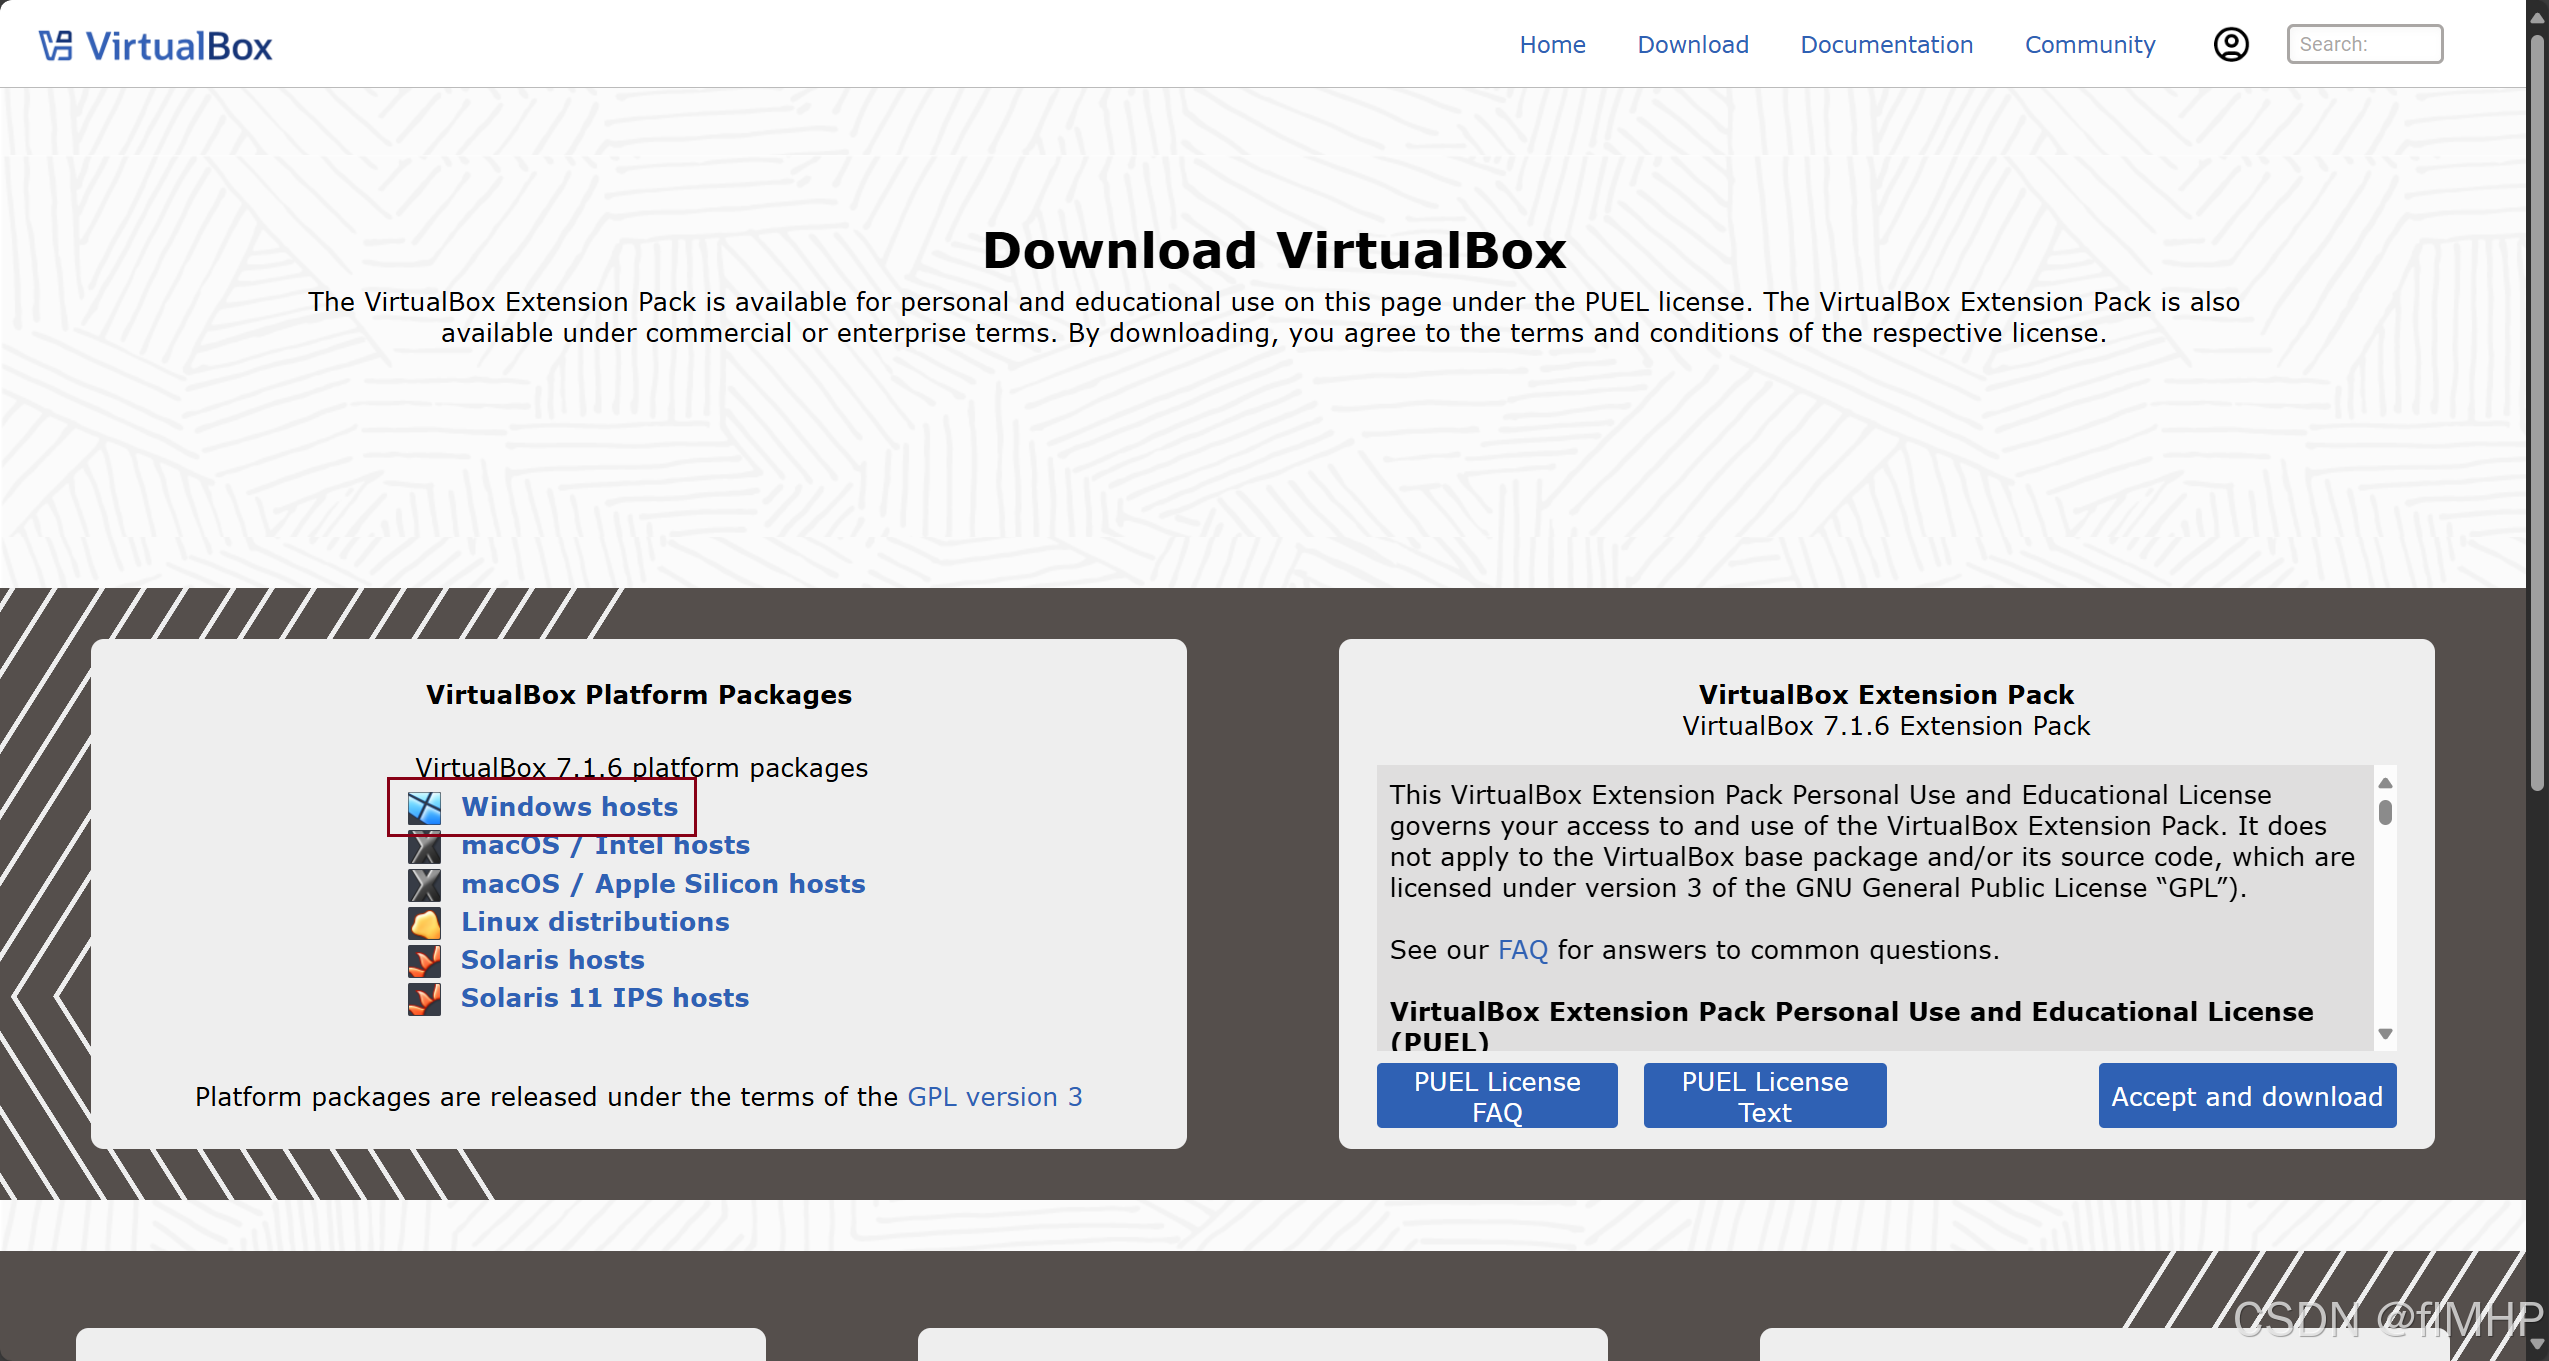 VirtualBox
Home
Download
Documentation
Community
Search:
Download VirtualBox
The VirtualBox Extension Pack is available for personal and educational use on this page under the PUEL license. The VirtualBox Extension Pack is also
available under commercial or enterprise terms. By downloading, you agree to the terms and conditions of the respective license.
VirtualBox Platform Packages
VirtualBox 7.1.6 platform packages
Windows hosts
macOS / Intel hosts
macOS / Apple Silicon hosts
Linux distributions
Solaris hosts
Solaris 11 IPS hosts
Platform packages are released under the terms of the GPL version 3
VirtualBox Extension Pack
VirtualBox 7.1.6 Extension Pack
This VirtualBox Extension Pack Personal Use and Educational License
governs your access to and use of the VirtualBox Extension Pack. It does
not apply to the VirtualBox base package and/or its source code, which are
licensed under version 3 of the GNU General Public License “GPL”).
See our FAQ for answers to common questions.
VirtualBox Extension Pack Personal Use and Educational License
(PUEL)
PUEL License
FAQ
PUEL License
Text
Accept and download
CSDN @flMHP